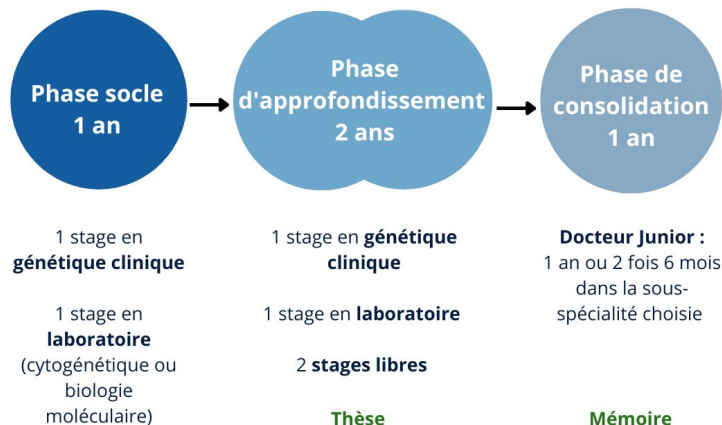 Phase socle
1 an
Phase
d'approfondissement
2 ans
Phase de
consolidation
1 an
1 stage en
génétique clinique
1 stage en
laboratoire
(cytogénétique ou
biologie
moléculaire)
1 stage en génétique
clinique
1 stage en laboratoire
2 stages libres
Thèse
Docteur Junior :
1 an ou 2 fois 6 mois
dans la sous-
spécialité choisie
Mémoire